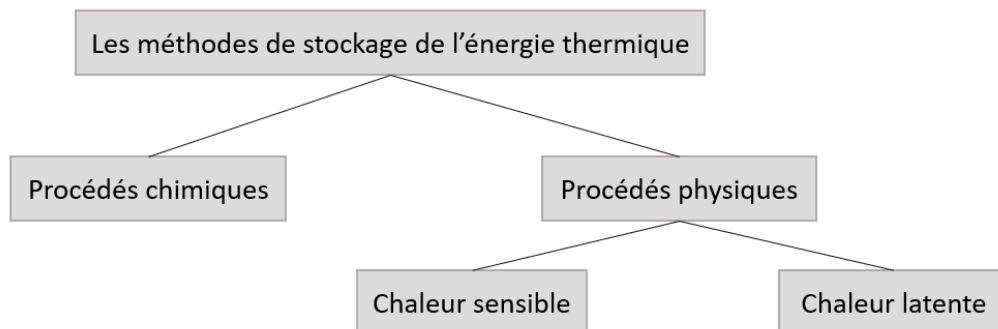 Les méthodes de stockage de l’énergie thermique
Procédés chimiques
Procédés physiques
Chaleur sensible
Chaleur latente